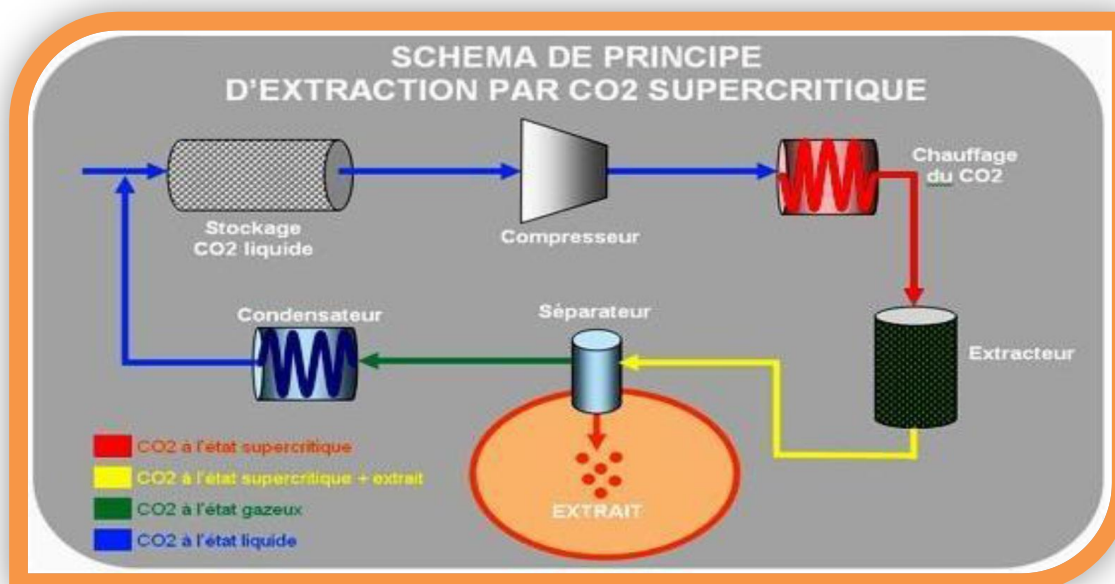 SCHEMA DE PRINCIPE
D'EXTRACTION PAR CO2 SUPERCRITIQUE
Stockage
CO2 liquide
Compresseur
Chauffage
du CO2
Condensateur
Séparateur
Extracteur
CO2 à l'état supercritique
CO2 à l'état supercritique + extrait
CO2 à l'état gazeux
CO2 à l'état liquide
EXTRAIT